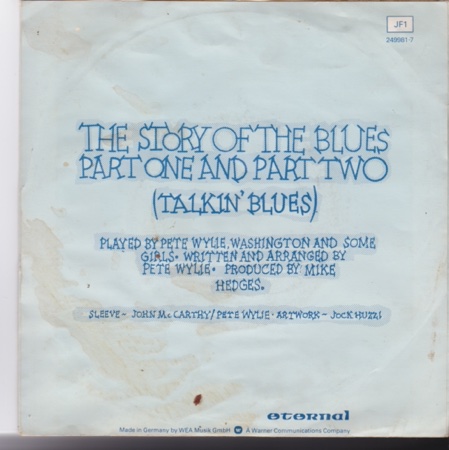 JF1
249981-7
THE STORY OF THE BLUES
PART ONE AND PART TWO
(TALKIN' BLUES)
PLAYED BY PETE WYLIE, WASHINGTON AND SOME
GIRLS. WRITTEN AND ARRANGED BY
PETE WYLIE. PRODUCED BY MIKE
HEDGES.
SLEEVE - JOHN McCARTHY/PETE WYLIE. ARTWORK - JOCK HUZZI
eternal
Made in Germany by WEA Musik GmbH A Warner Communications Company